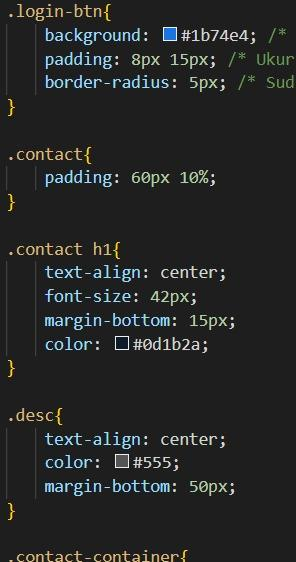 .login-btn{
    background: #1b74e4; /*
    padding: 8px 15px; /* Ukur
    border-radius: 5px; /* Sud
}
.contact{
    padding: 60px 10%;
}
.contact h1{
    text-align: center;
    font-size: 42px;
    margin-bottom: 15px;
    color: #0d1b2a;
}
.desc{
    text-align: center;
    color: #555;
    margin-bottom: 50px;
}
.contact-container{